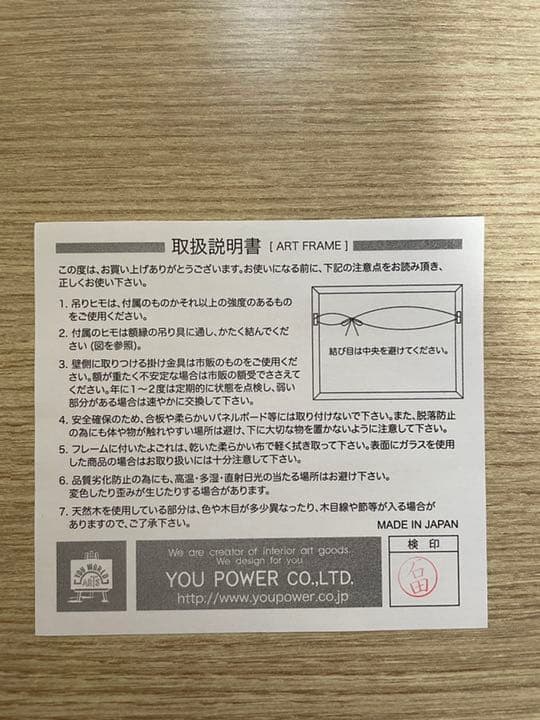 取扱説明書 [ ART FRAME ]
この度は、お買い上げありがとうございます。お使いになる前に、下記の注意点をお読み頂き、
正しくお使い下さい。
1. 吊りヒモは、付属のものかそれ以上の強度のあるもの
をご使用ください。
2. 付属のヒモは額縁の吊り具に通し、かたく結んでください
(図を参照)。
3. 壁側に取りつける掛け金具は市販のものをご使用くだ
さい。額が重たく不安定な場合は市販の額受でささえて
ください。年に1~2度は定期的に状態を点検し、弱い
部分がある場合は速やかに交換して下さい。
結び目は中央を避けてください。
4. 安全確保のため、合板や柔らかいパネルボード等には取り付けないで下さい。また、脱落防止
の為にも体や物が触れやすい場所は避け、下に大切な物を置かないように注意して下さい。
5. フレームに付いたよごれは、乾いた柔らかい布で軽く拭き取って下さい。表面にガラスを使用
した商品の場合はお取り扱いには十分注意して下さい。
6. 品質劣化防止の為にも、高温・多湿・直射日光の当たる場所はお避け下さい。
変色したり歪みが生じたりする場合があります。
7. 天然木を使用している部分は、色や木目が多少異なったり、木目線や節等が入る場合が
ありますので、ご了承下さい。
MADE IN JAPAN
YOU WORLD
ARTS
We are creator of interior art goods.
We design for you
YOU POWER CO.,LTD.
http://www.youpower.co.jp
検印
石田